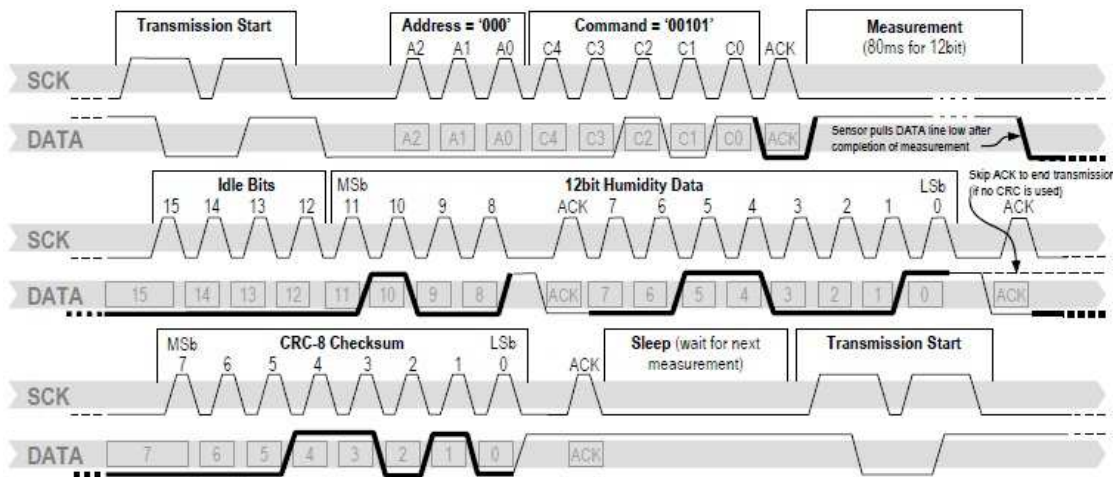 Transmission Start Address = '000' Command = '00101' Measurement
(80ms for 12bit)
A2 A1 A0 C4 C3 C2 C1 C0 ACK
SCK
DATA A2 A1 A0 C4 C3 C2 C1 C0 ACK
Sensor pulls DATA line low after
completion of measurement
Skip ACK to end transmission
(if no CRC is used)
Idle Bits MSb 12bit Humidity Data LSb
15 14 13 12 11 10 9 8 ACK 7 6 5 4 3 2 1 0 ACK
SCK
DATA 15 14 13 12 11 10 9 8 ACK 7 6 5 4 3 2 1 0 ACK
MSb CRC-8 Checksum LSb Sleep (wait for next
measurement) Transmission Start
7 6 5 4 3 2 1 0 ACK
SCK
DATA 7 6 5 4 3 2 1 0 ACK